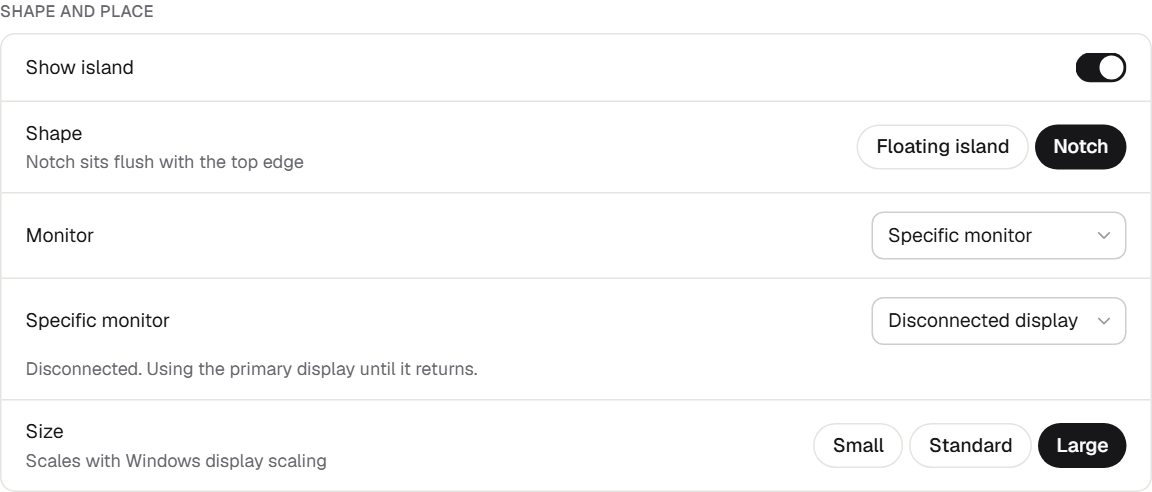 SHAPE AND PLACE
Show island
Shape
Notch sits flush with the top edge
Floating island
Notch
Monitor
Specific monitor
Specific monitor
Disconnected display
Disconnected. Using the primary display until it returns.
Size
Scales with Windows display scaling
Small
Standard
Large